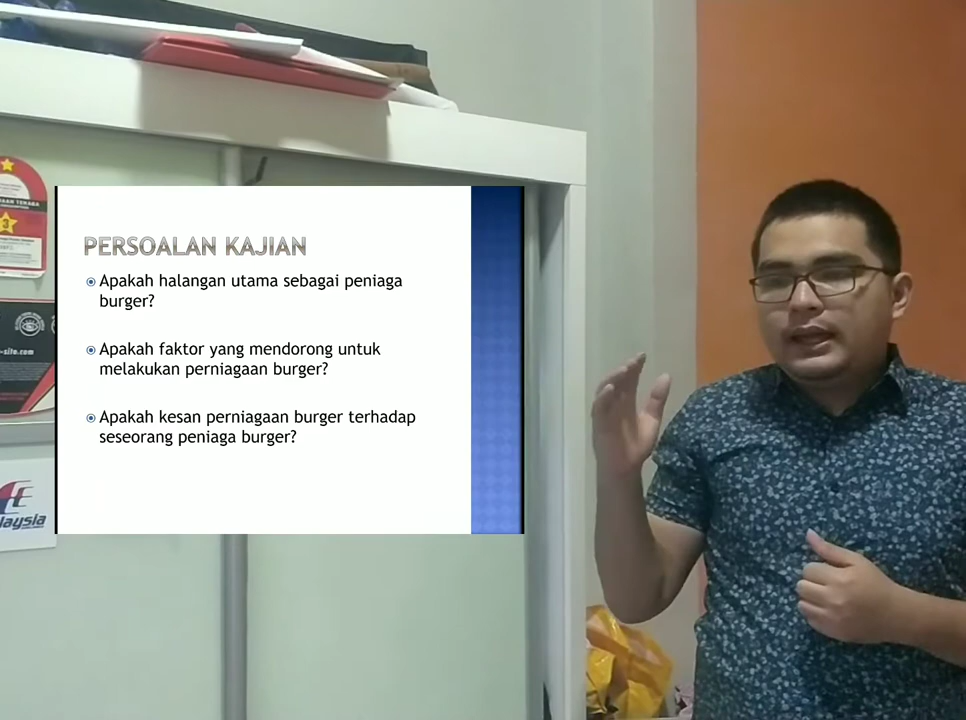 PERSOALAN KAJIAN
Apakah halangan utama sebagai peniaga
burger?
Apakah faktor yang mendorong untuk
melakukan perniagaan burger?
Apakah kesan perniagaan burger terhadap
seseorang peniaga burger?
3
-site.com
laysia